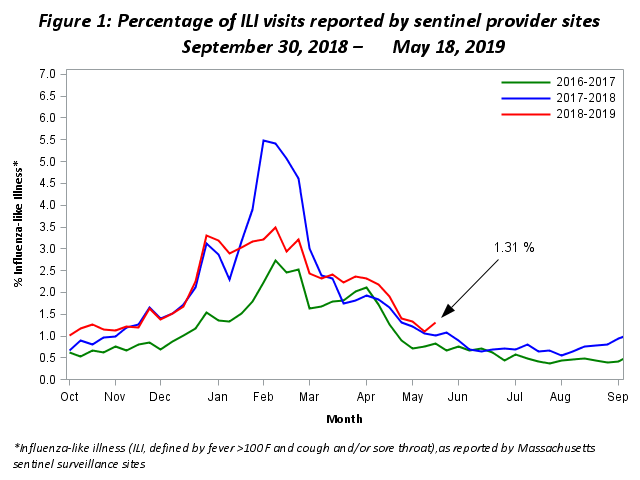 Figure 1: Percentage of ILI visits reported by sentinel provider sites
September 30, 2018 – May 18, 2019
7.0
6.5
6.0
5.5
5.0
4.5
4.0
3.5
3.0
2.5
2.0
1.5
1.0
0.5
0.0
% Influenza-like Illness*
2016-2017
2017-2018
2018-2019
1.31 %
Oct Nov Dec Jan Feb Mar Apr May Jun Jul Aug Sep
Month
*Influenza-like illness (ILI, defined by fever >100F and cough and/or sore throat),as reported by Massachusetts
sentinel surveillance sites